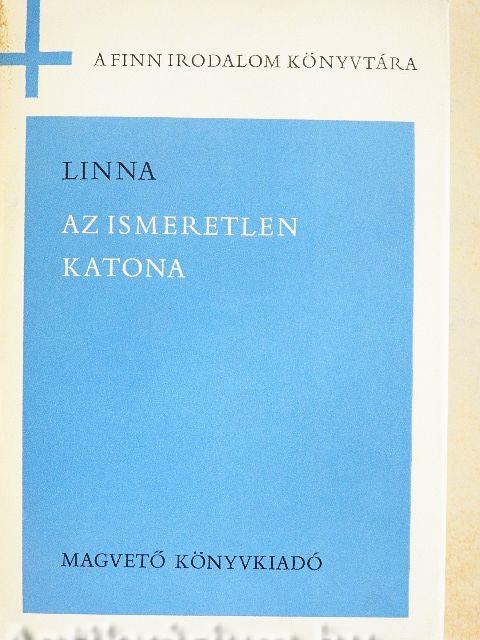 A FINN IRODALOM KÖNYVTÁRA
LINNA
AZ ISMERETLEN
KATONA
MAGVETŐ KÖNYVKIADÓ